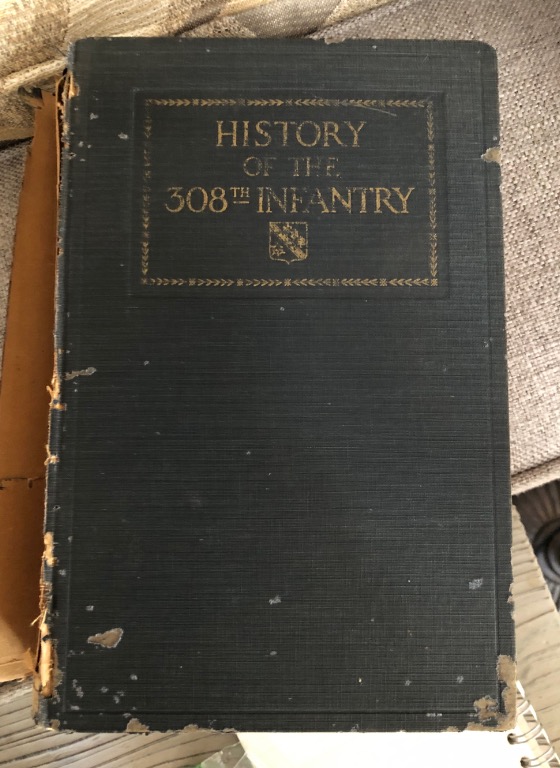 HISTORY
OF THE
308TH INFANTRY